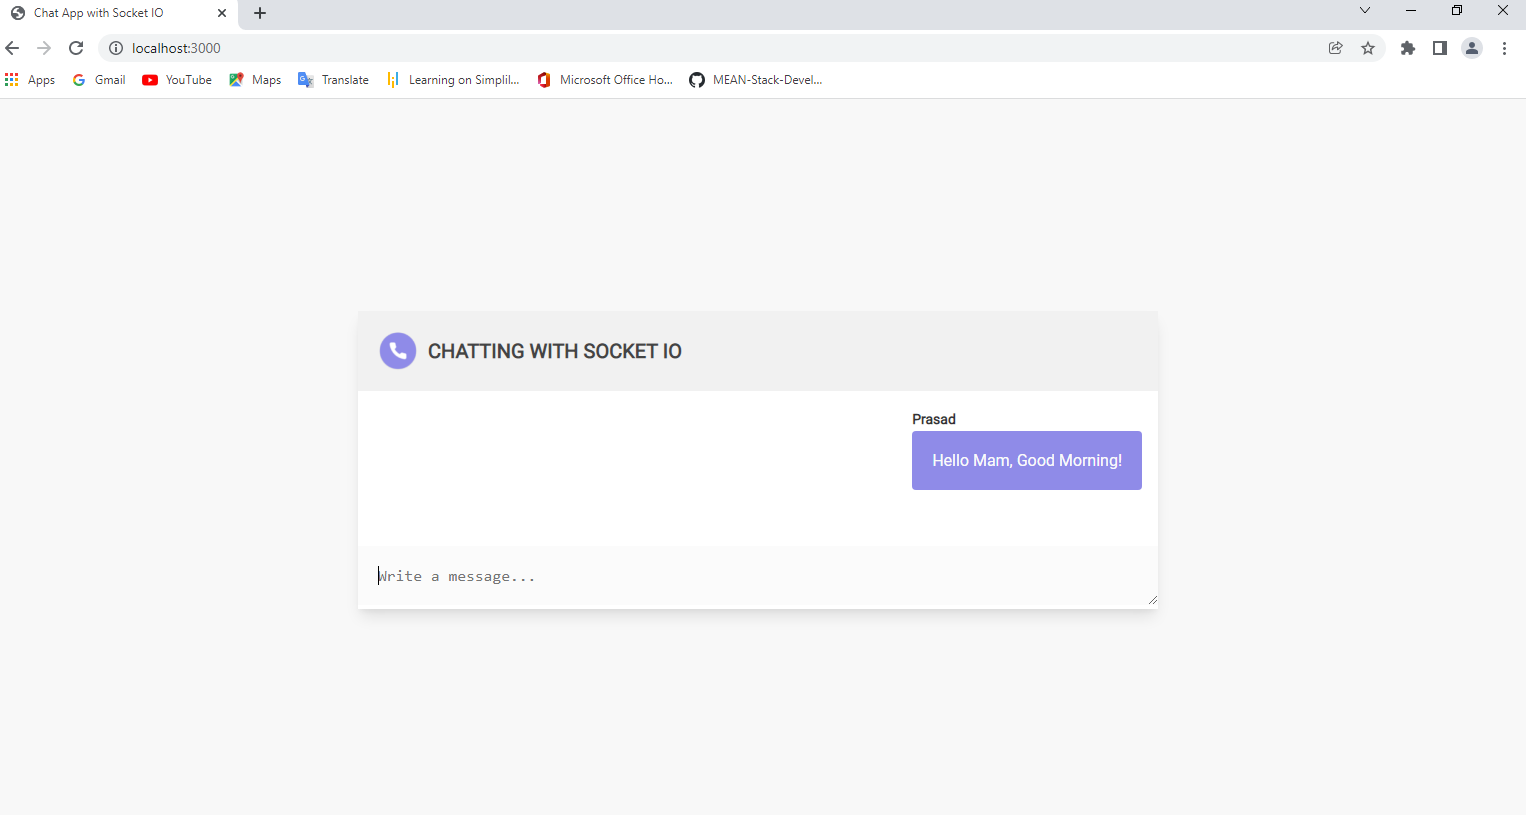 Chat App with Socket IO
localhost:3000
Apps Gmail YouTube Maps Translate Learning on Simplil... Microsoft Office Ho... MEAN-Stack-Devel...
CHATTING WITH SOCKET IO
Prasad
Hello Mam, Good Morning!
Write a message...